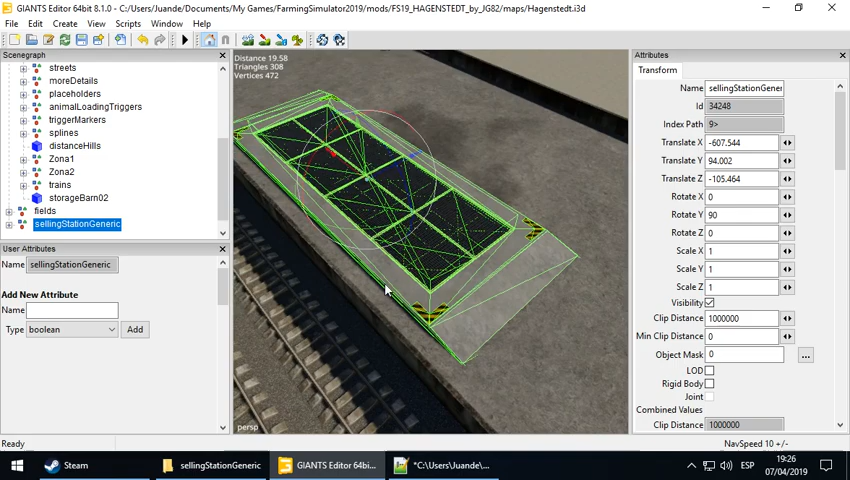 GIANTS Editor 64bit 8.1.0 - C:/Users/Juande/Documents/My Games/FarmingSimulator2019/mods/FS19_HAGENSTEDT_by_JG82/maps/Hagenstedt.i3d
File Edit Create View Scripts Window Help
Scenegraph
streets
moreDetails
placeholders
animalLoadingTriggers
triggerMarkers
splines
distanceHills
Zona1
Zona2
trains
storageBarn02
fields
sellingStationGeneric
User Attributes
Name sellingStationGeneric
Add New Attribute
Name
Type boolean Add
Distance 19.58
Triangles 308
Vertices 472
persp
Attributes
Transform
Name sellingStationGener
Id 34248
Index Path 9>
Translate X -607.544
Translate Y 94.002
Translate Z -105.464
Rotate X 0
Rotate Y 90
Rotate Z 0
Scale X 1
Scale Y 1
Scale Z 1
Visibility
Clip Distance 1000000
Min Clip Distance 0
Object Mask 0 ...
LOD
Rigid Body
Joint
Combined Values
Clip Distance 1000000
Ready
NavSpeed 10 +/-
Steam
sellingStationGeneric
GIANTS Editor 64bi...
*C:\Users\Juande\...
ESP
19:26
07/04/2019